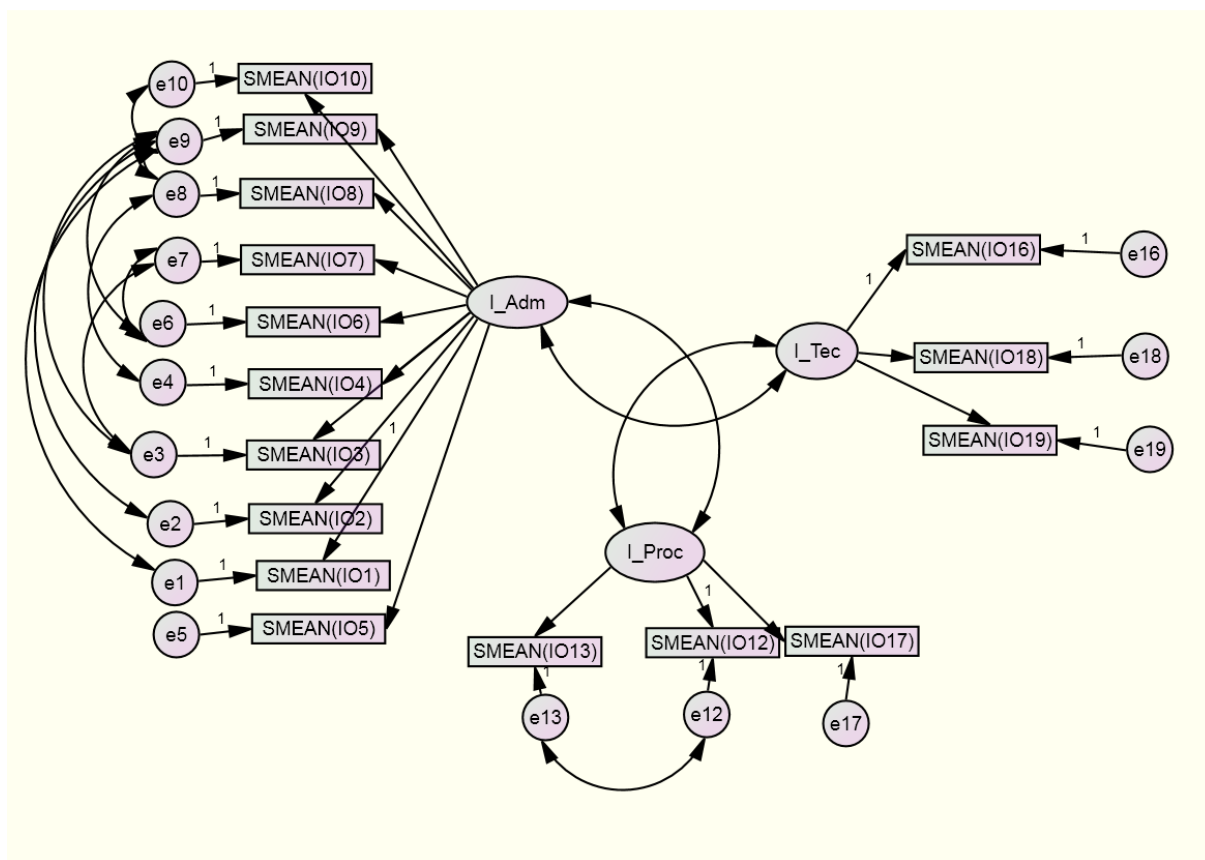 1
e10
SMEAN(IO10)
1
e9
SMEAN(IO9)
1
e8
SMEAN(IO8)
1
e7
SMEAN(IO7)
1
e6
SMEAN(IO6)
e4
1
SMEAN(IO4)
1
e3
1
SMEAN(IO3)
e2
1
SMEAN(IO2)
e1
1
SMEAN(IO1)
e5
1
SMEAN(IO5)
I_Adm
I_Tec
1
SMEAN(IO16)
1
e16
SMEAN(IO18)
1
e18
SMEAN(IO19)
1
e19
I_Proc
1
SMEAN(IO13)
SMEAN(IO12)
SMEAN(IO17)
1
1
1
e13
e12
e17